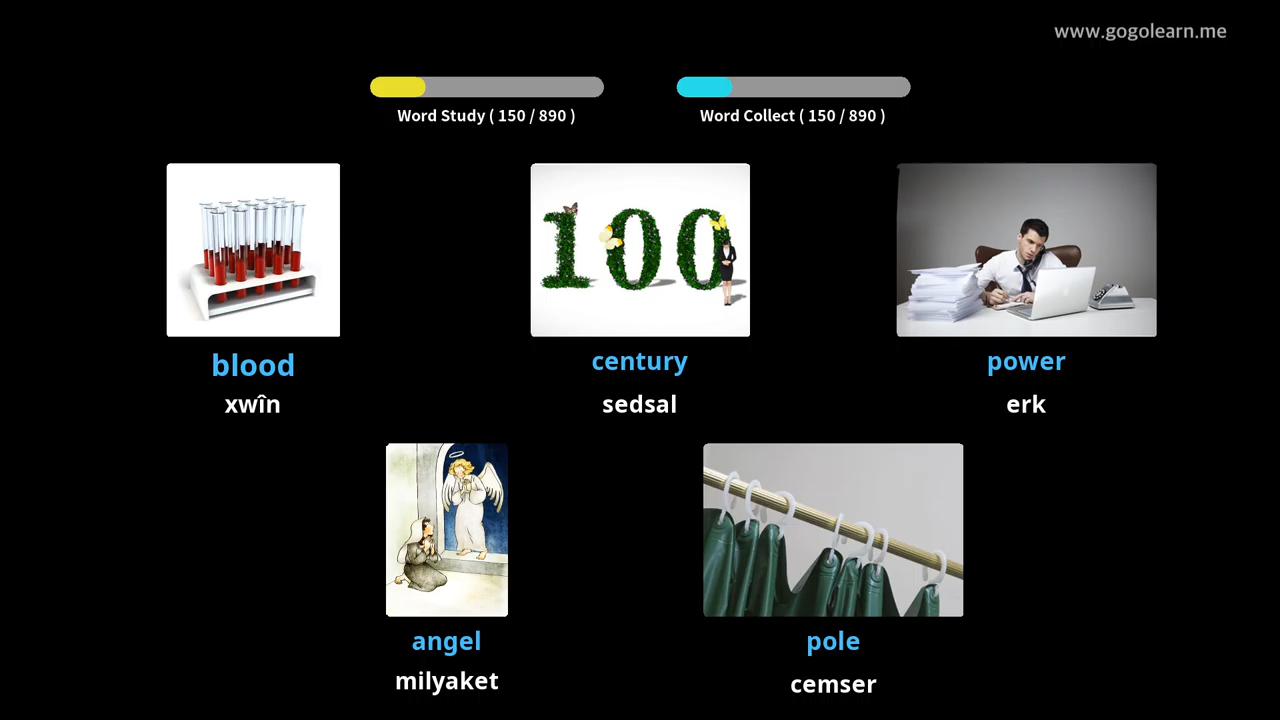 www.gogolearn.me
Word Study ( 150 / 890 )
Word Collect ( 150 / 890 )
100
blood
xwîn
century
sedsal
power
erk
angel
milyaket
pole
cemser